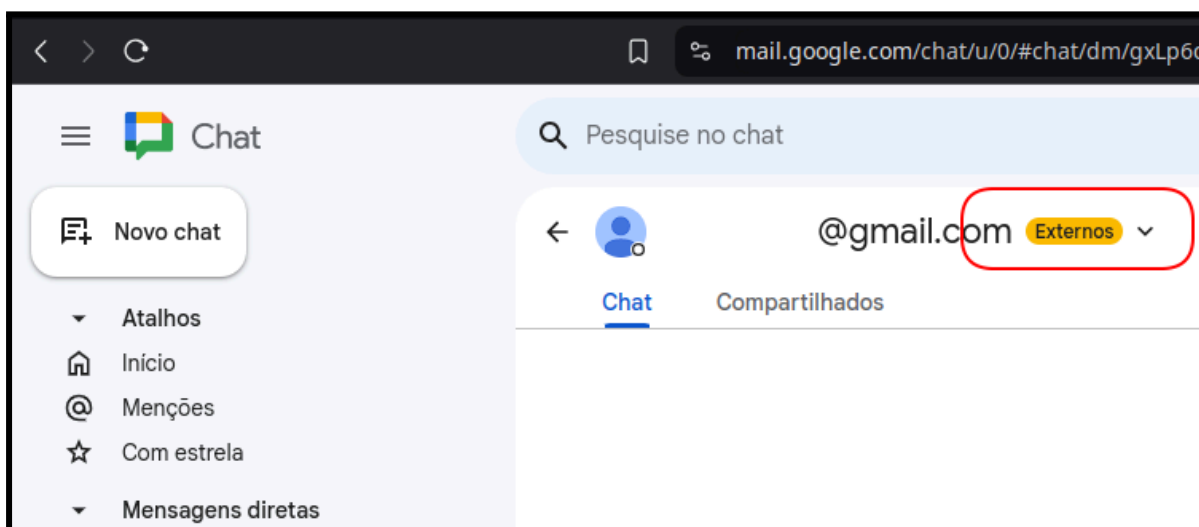 mail.google.com/chat/u/0/#chat/dm/gxLp6
Chat
Pesquise no chat
Novo chat
@gmail.com Externos
Chat Compartilhados
Atalhos
Início
Menções
Com estrela
Mensagens diretas